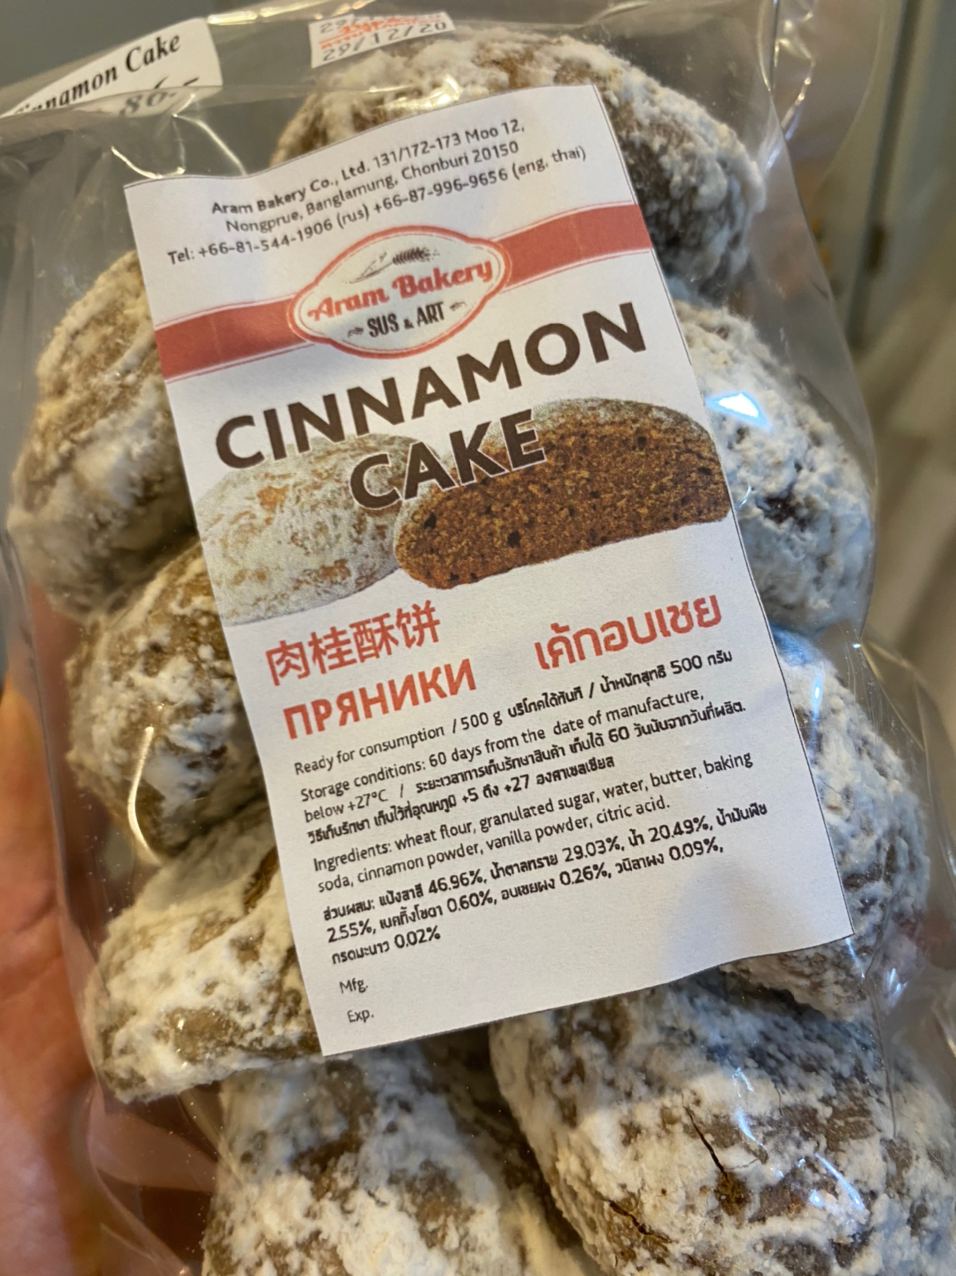 Cinnamon Cake
86.-
29/12/20
Aram Bakery Co., Ltd. 131/172-173 Moo 12,
Nongprue, Banglamung, Chonburi 20150
Tel: +66-81-544-1906 (rus) +66-87-996-9656 (eng, thai)
Aram Bakery
SUS & ART
CINNAMON
CAKE
肉桂酥饼
ПРЯНИКИ
เค้กอบเชย
Ready for consumption / 500 g บริโภคได้ทันที / น้ำหนักสุทธิ 500 กรัม
Storage conditions: 60 days from the date of manufacture,
below +27°C / ระยะเวลาการเก็บรักษาสินค้า เก็บได้ 60 วันนับจากวันที่ผลิต.
วิธีเก็บรักษา เก็บไว้ที่อุณหภูมิ +5 ถึง +27 องศาเซลเซียส
Ingredients: wheat flour, granulated sugar, water, butter, baking
soda, cinnamon powder, vanilla powder, citric acid.
ส่วนผสม: แป้งสาลี 46.96%, น้ำตาลทราย 29.03%, น้ำ 20.49%, น้ำมันพืช
2.55%, เบคกิ้งโซดา 0.60%, อบเชยผง 0.26%, วนิลาผง 0.09%,
กรดมะนาว 0.02%
Mfg.
Exp.